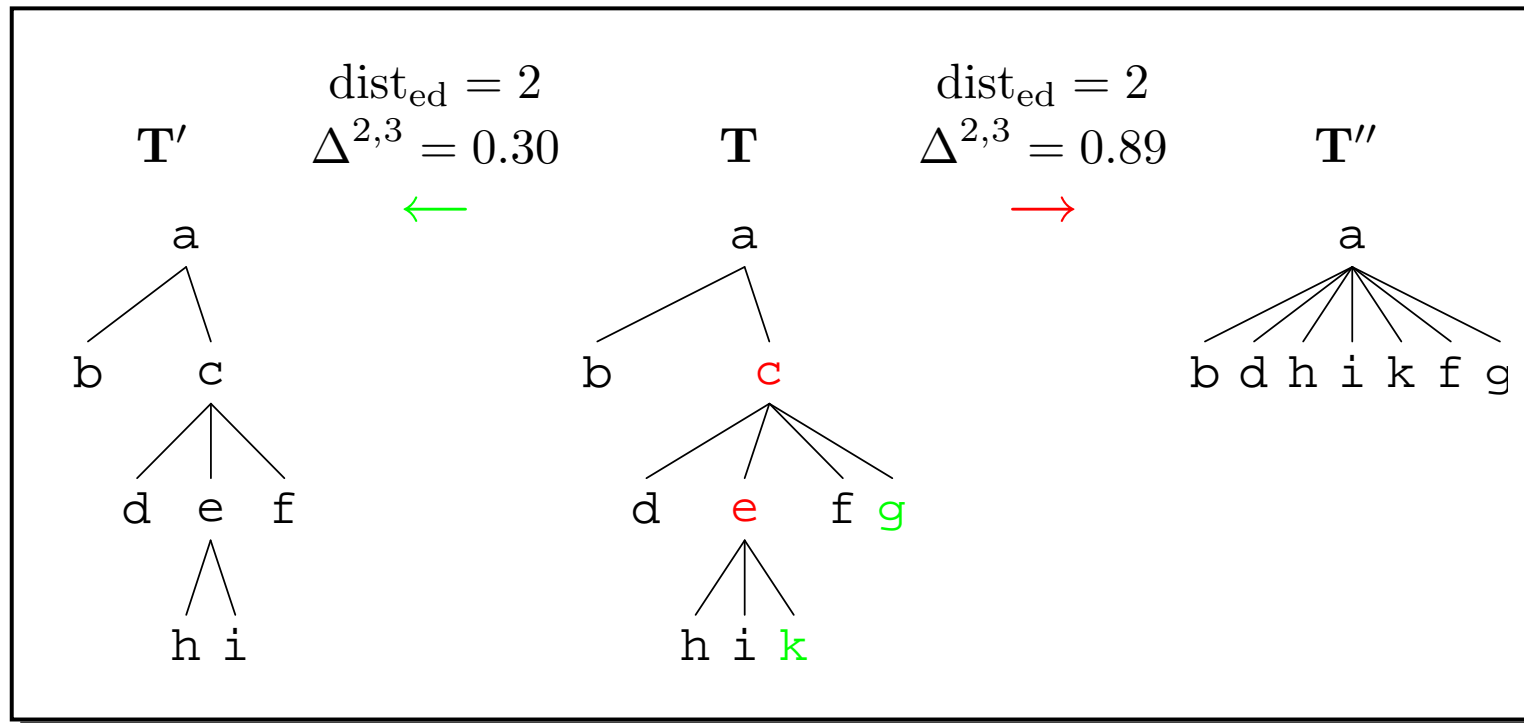 dist_ed = 2 dist_ed = 2
T′ Δ^2,3 = 0.30 T Δ^2,3 = 0.89 T″
← →
a a a
b c b c b d h i k f g
d e f d e f g
h i h i k